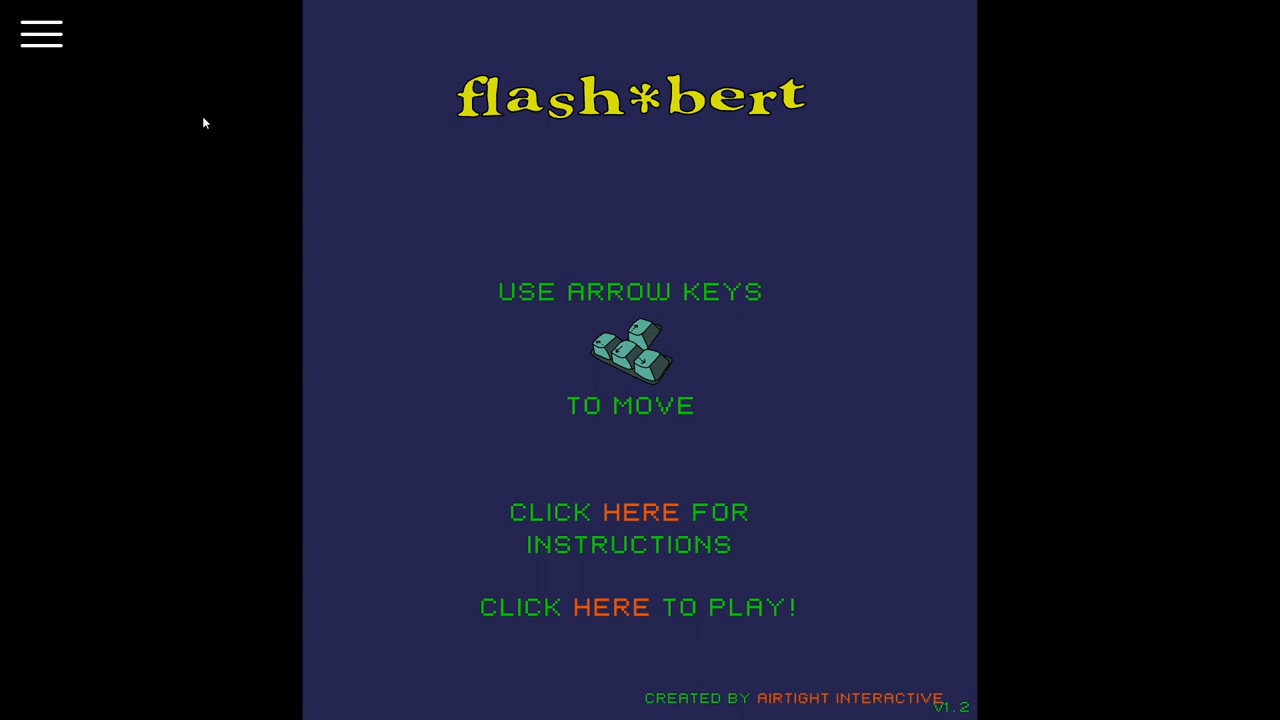 flash*bert
USE ARROW KEYS
TO MOVE
CLICK HERE FOR
INSTRUCTIONS
CLICK HERE TO PLAY!
CREATED BY AIRTIGHT INTERACTIVE
V1.2